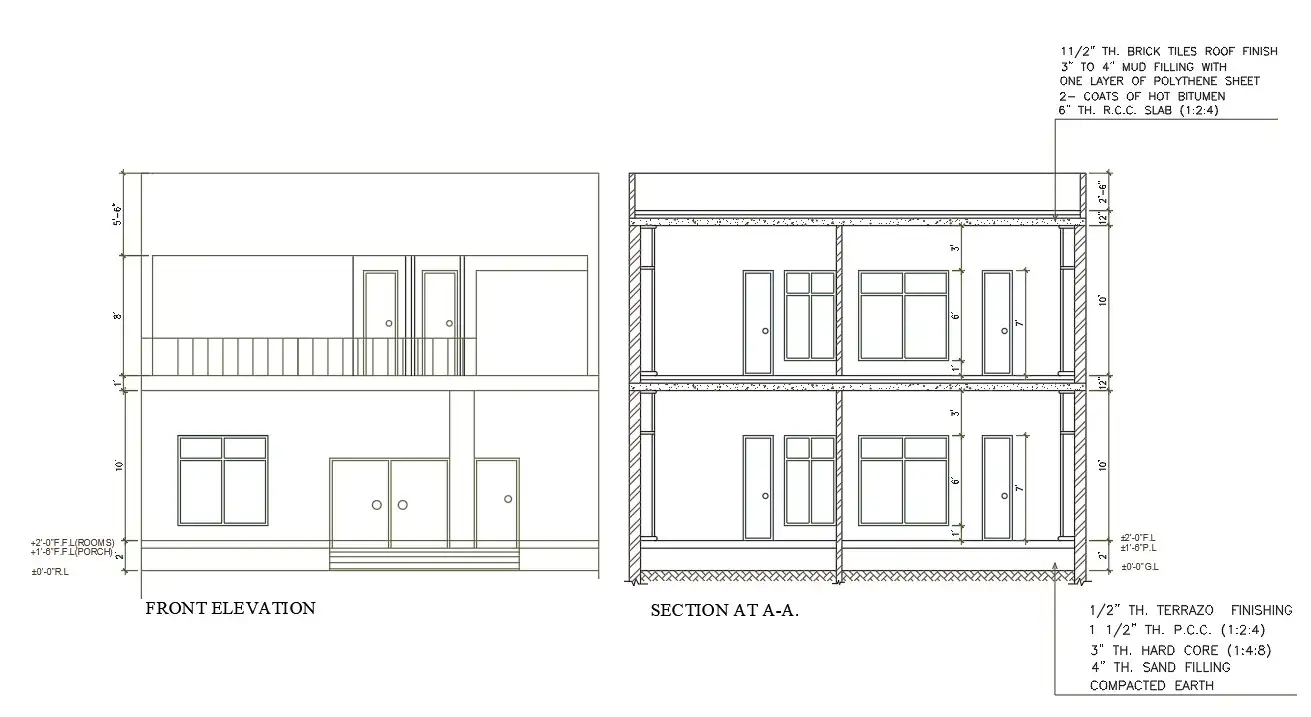 11/2" TH. BRICK TILES ROOF FINISH
3" TO 4" MUD FILLING WITH
ONE LAYER OF POLYTHENE SHEET
2- COATS OF HOT BITUMEN
6" TH. R.C.C. SLAB (1:2:4)
5'-6"
8'
1'
10'
2'
+2'-0"F.F.L(ROOMS)
+1'-6"F.F.L(PORCH)
±0'-0"R.L
FRONT ELEVATION
2'-6"
12"
3'
6'
1'
7'
10'
12"
3'
6'
1'
7'
10'
2'
±2'-0"F.L
±1'-6"P.L
±0'-0"G.L
SECTION AT A-A.
1/2" TH. TERRAZO FINISHING
1 1/2" TH. P.C.C. (1:2:4)
3" TH. HARD CORE (1:4:8)
4" TH. SAND FILLING
COMPACTED EARTH